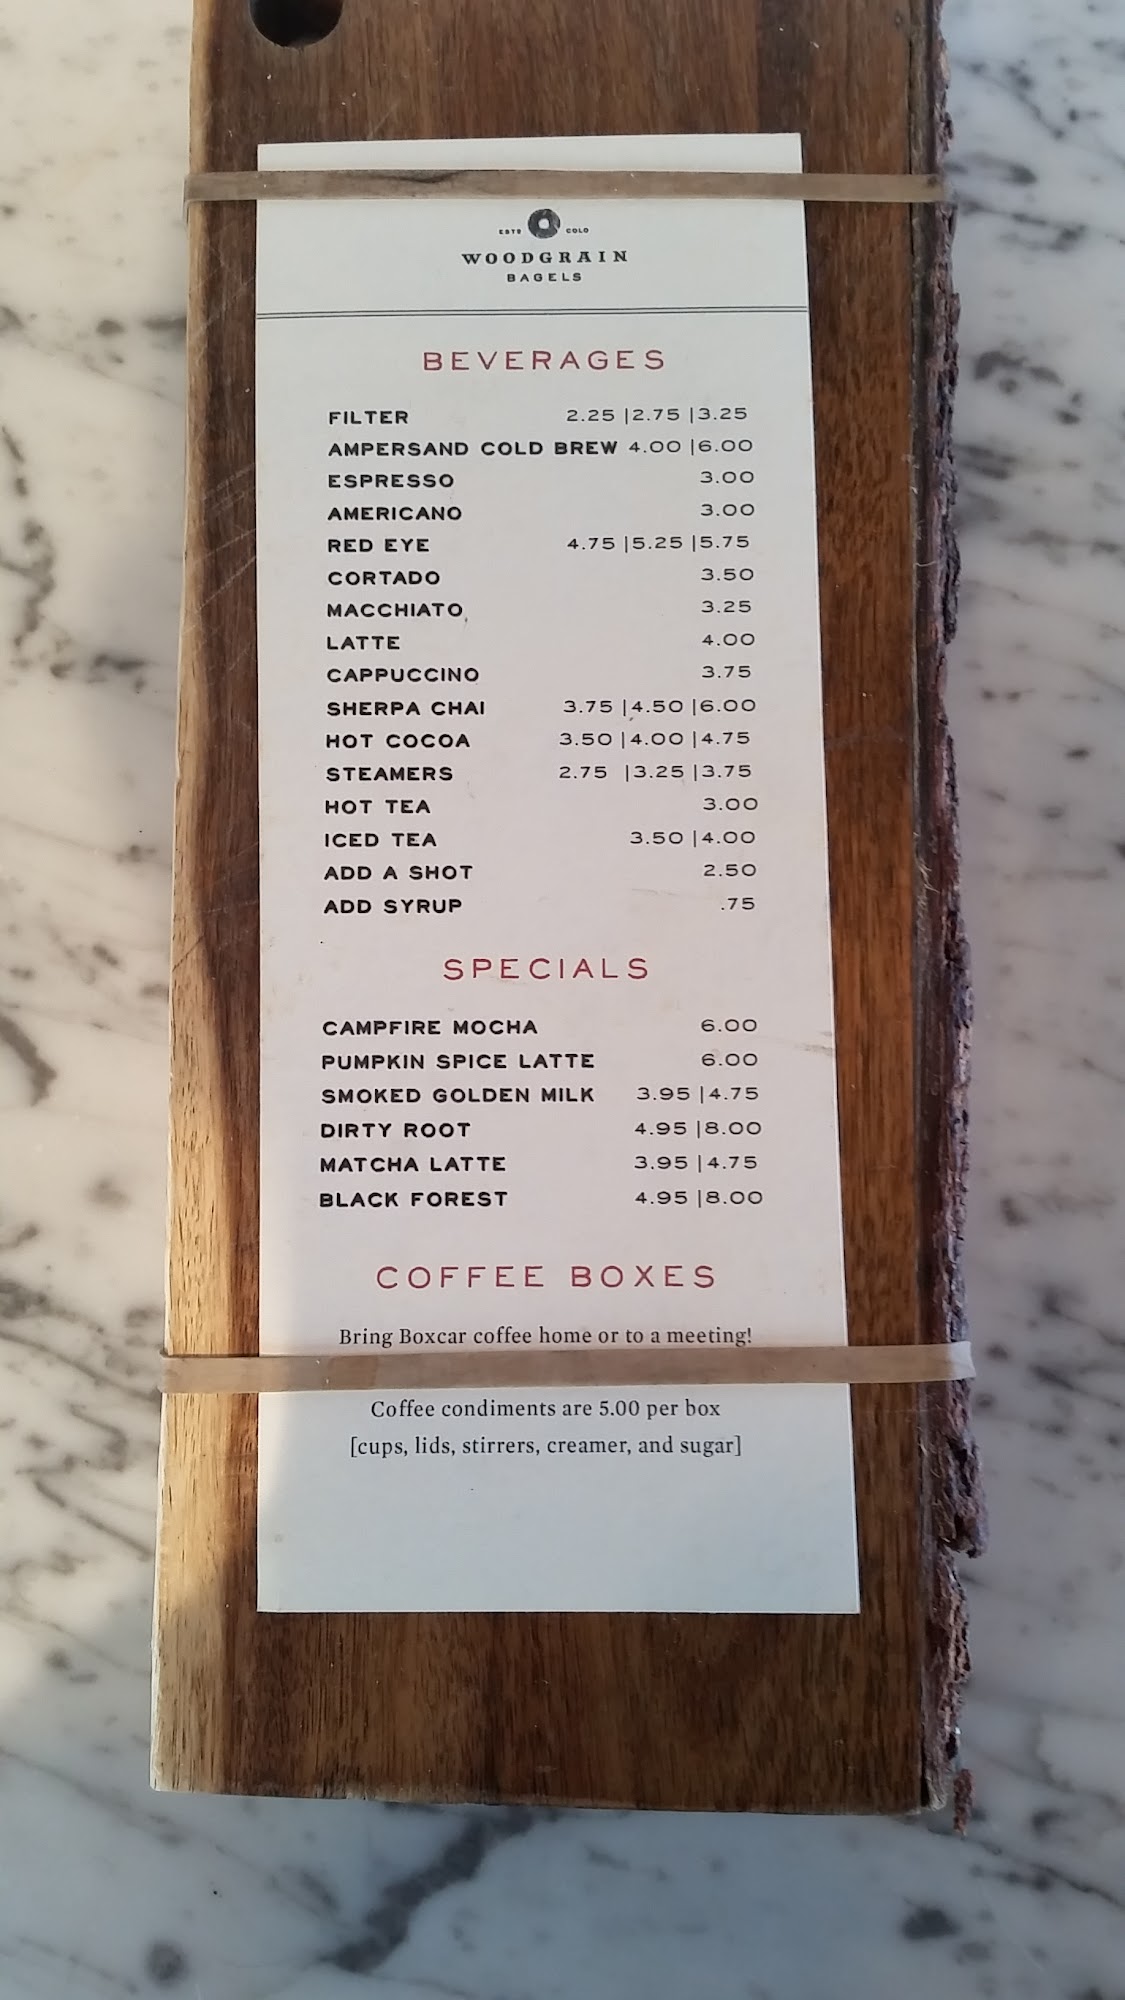 ESTD COLO
WOODGRAIN
BAGELS
BEVERAGES
FILTER 2.25 |2.75 |3.25
AMPERSAND COLD BREW 4.00 |6.00
ESPRESSO 3.00
AMERICANO 3.00
RED EYE 4.75 |5.25 |5.75
CORTADO 3.50
MACCHIATO 3.25
LATTE 4.00
CAPPUCCINO 3.75
SHERPA CHAI 3.75 |4.50 |6.00
HOT COCOA 3.50 |4.00 |4.75
STEAMERS 2.75 |3.25 |3.75
HOT TEA 3.00
ICED TEA 3.50 |4.00
ADD A SHOT 2.50
ADD SYRUP .75
SPECIALS
CAMPFIRE MOCHA 6.00
PUMPKIN SPICE LATTE 6.00
SMOKED GOLDEN MILK 3.95 |4.75
DIRTY ROOT 4.95 |8.00
MATCHA LATTE 3.95 |4.75
BLACK FOREST 4.95 |8.00
COFFEE BOXES
Bring Boxcar coffee home or to a meeting!
Coffee condiments are 5.00 per box
[cups, lids, stirrers, creamer, and sugar]